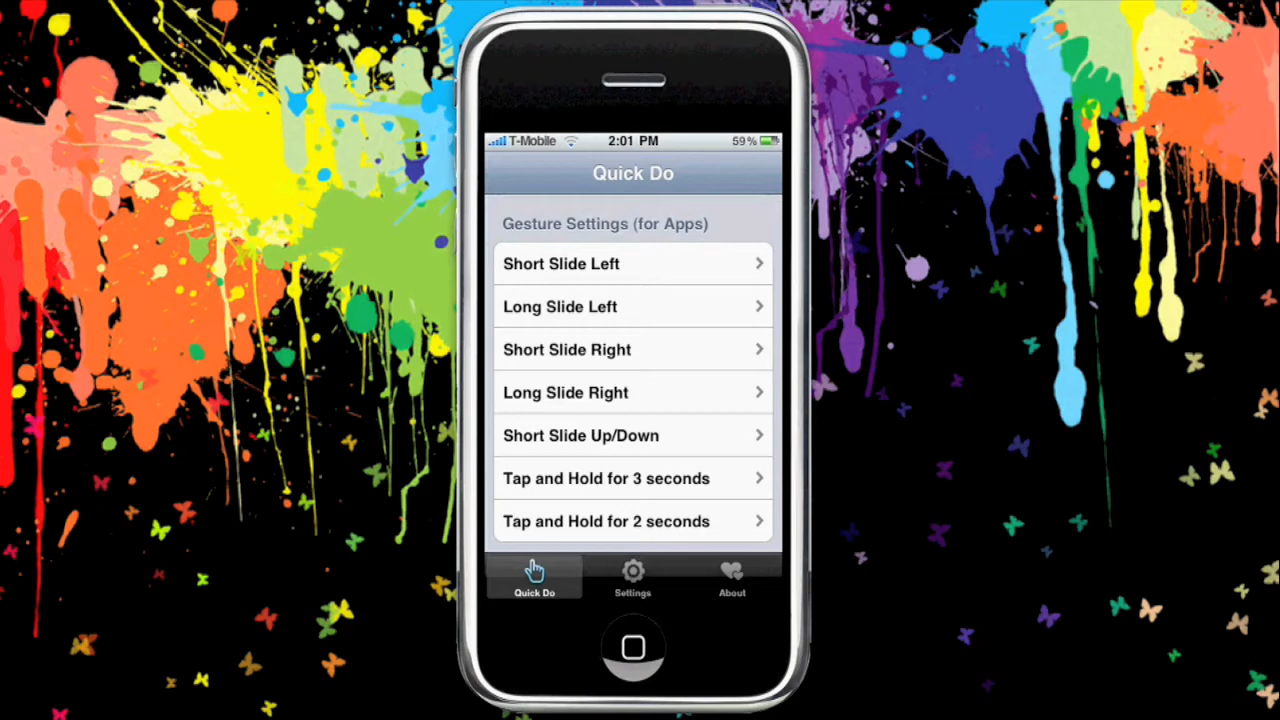 T-Mobile 2:01 PM 59%
Quick Do
Gesture Settings (for Apps)
Short Slide Left
Long Slide Left
Short Slide Right
Long Slide Right
Short Slide Up/Down
Tap and Hold for 3 seconds
Tap and Hold for 2 seconds
Quick Do Settings About